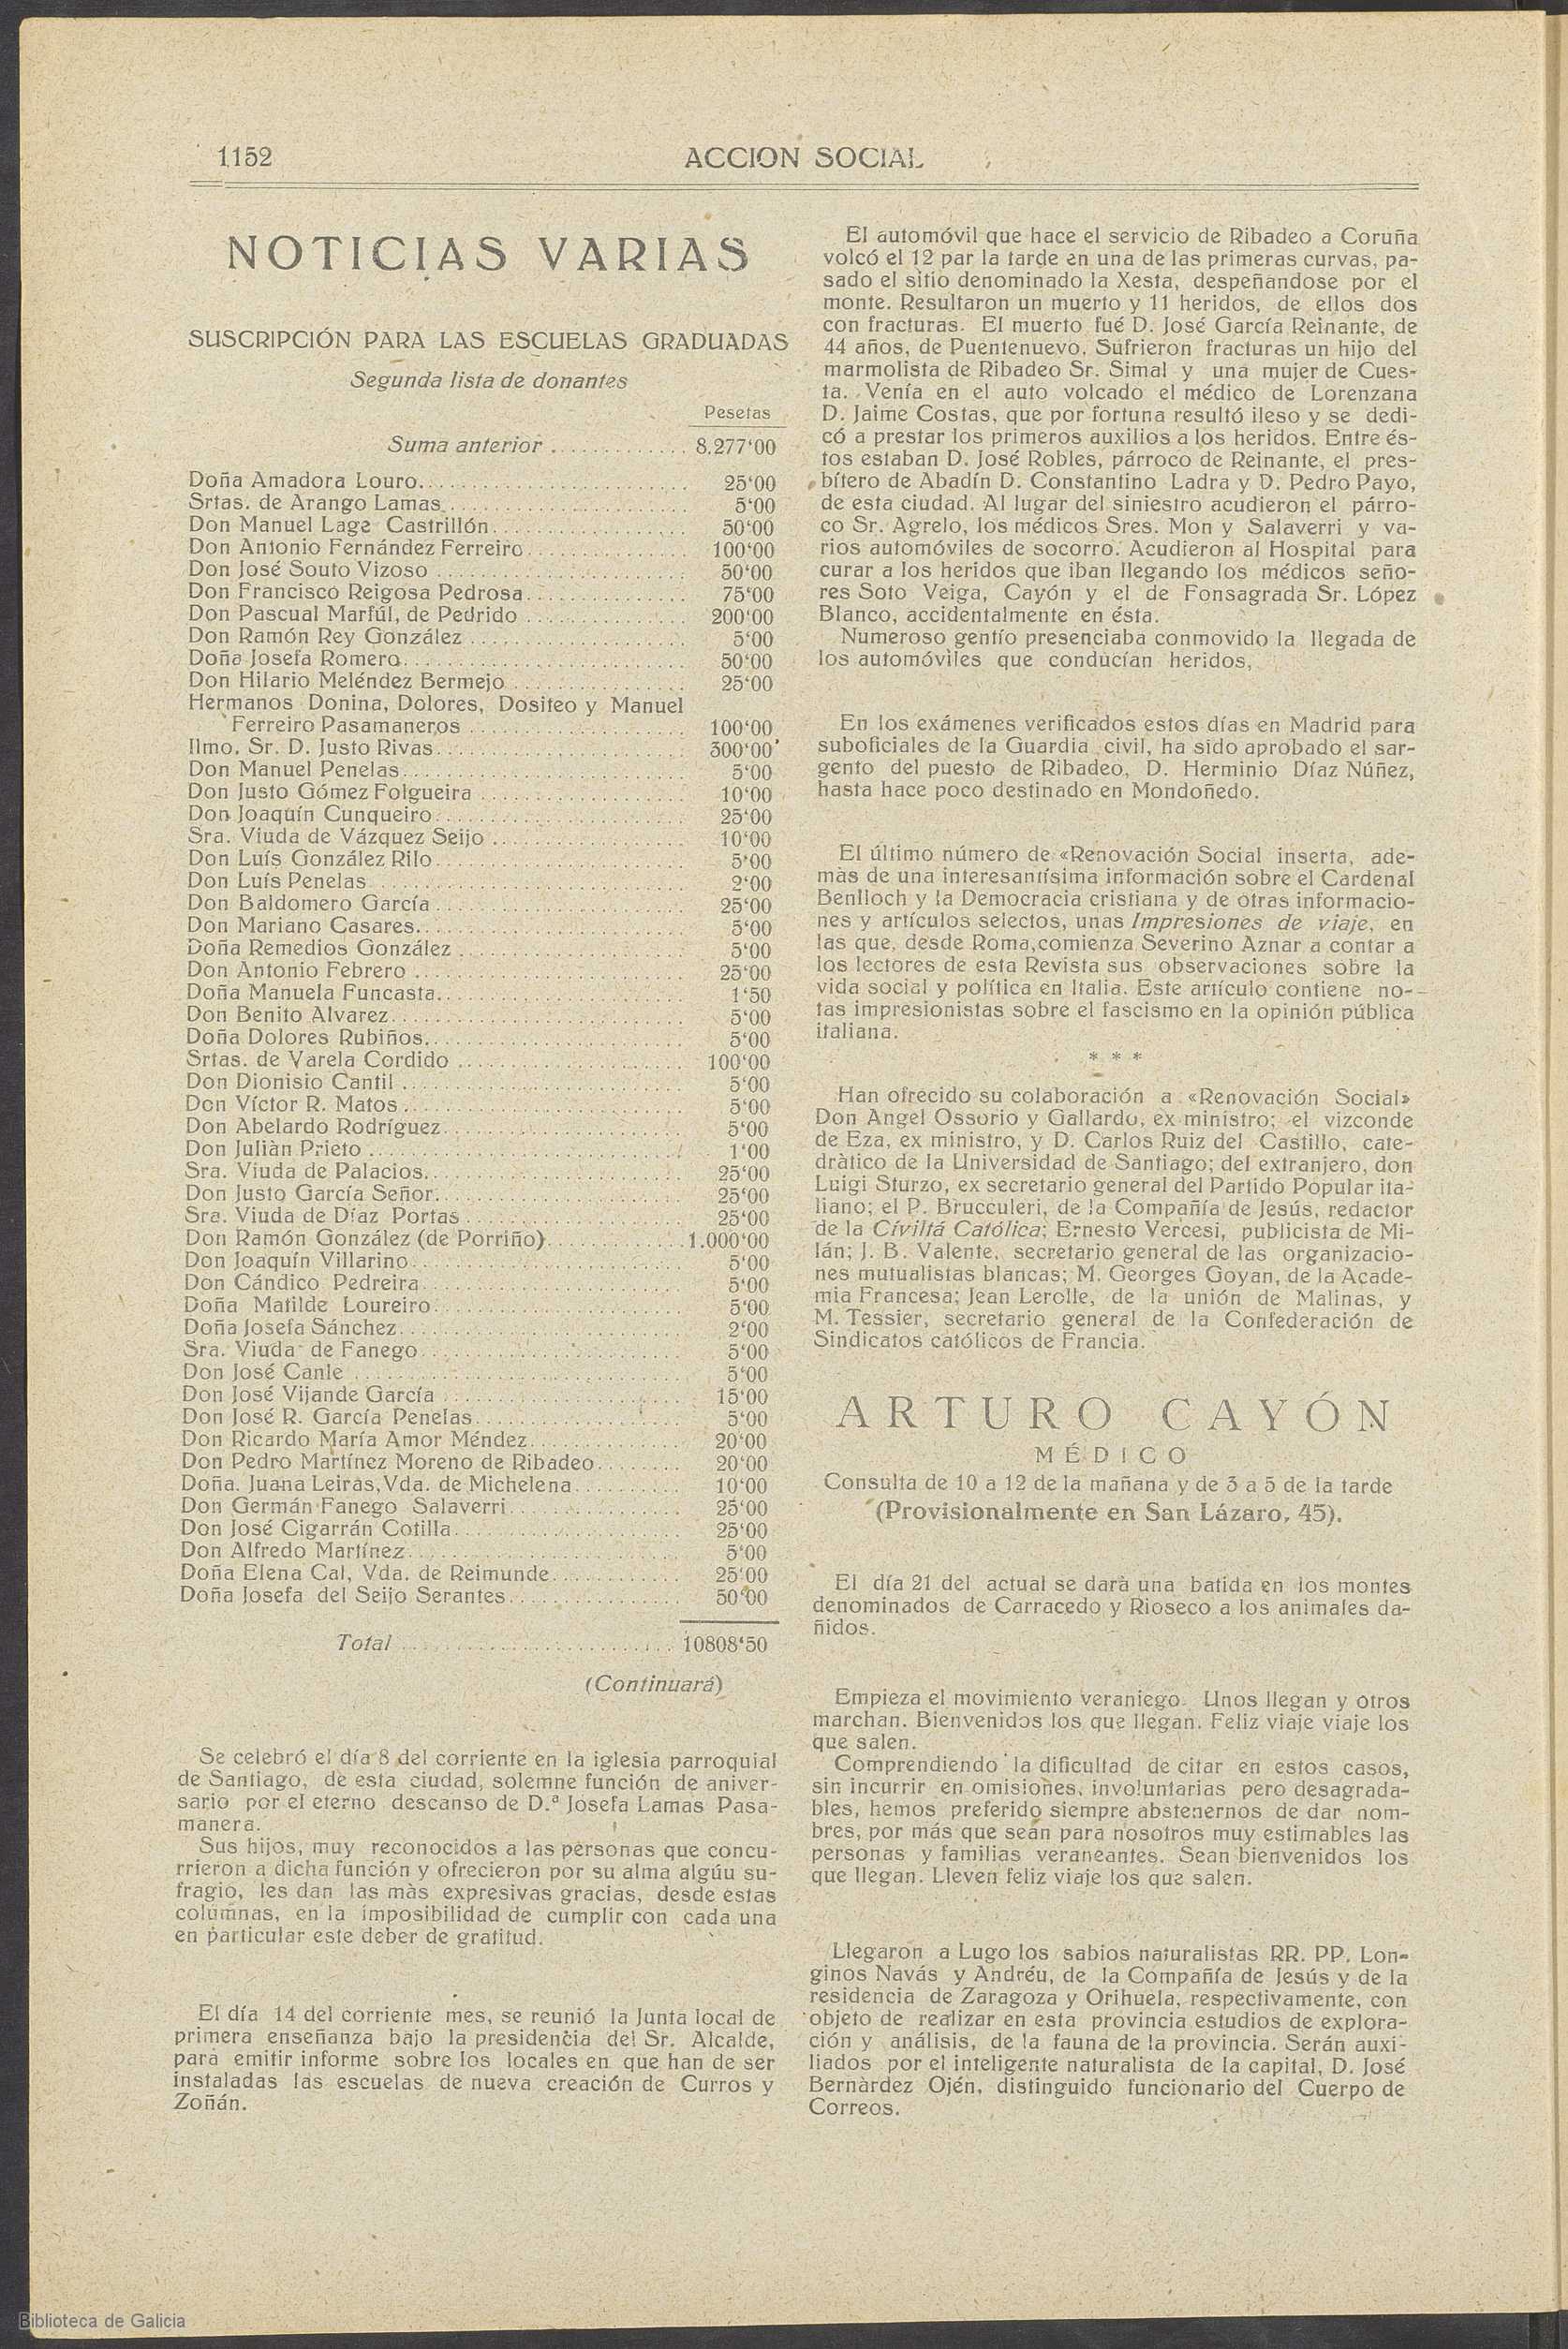 1152
ACCION SOCIAL
NOTICIAS VARIAS
SUSCRIPCIÓN PARA LAS ESCUELAS GRADUADAS
Segunda lista de donantes
Pesetas
Suma anterior . . . . . . . . . . . . 8.277'00
Doña Amadora Louro. . . . . . . . . . 25'00
Srtas. de Arango Lamas. . . . . . . . . . 5'00
Don Manuel Lage Castrillón. . . . . . . . . . 50'00
Don Antonio Fernández Ferreiro. . . . . . . . . . 100'00
Don José Souto Vizoso . . . . . . . . . . 50'00
Don Francisco Reigosa Pedrosa. . . . . . . . . . 75'00
Don Pascual Marfúl, de Pedrido . . . . . . . . . . 200'00
Don Ramón Rey González . . . . . . . . . . 5'00
Doña Josefa Romero. . . . . . . . . . 50'00
Don Hilario Meléndez Bermejo . . . . . . . . . . 25'00
Hermanos Donina, Dolores, Dositeo y Manuel
Ferreiro Pasamaneros . . . . . . . . . . 100'00
Ilmo. Sr. D. Justo Rivas. . . . . . . . . . 300'00
Don Manuel Penelas. . . . . . . . . . 5'00
Don Justo Gómez Folgueira . . . . . . . . . . 10'00
Don Joaquín Cunqueiro. . . . . . . . . . 25'00
Sra. Viuda de Vázquez Seijo . . . . . . . . . . 10'00
Don Luís González Rilo. . . . . . . . . . 5'00
Don Luís Penelas . . . . . . . . . . 2'00
Don Baldomero García . . . . . . . . . . 25'00
Don Mariano Casares. . . . . . . . . . 5'00
Doña Remedios González . . . . . . . . . . 5'00
Don Antonio Febrero . . . . . . . . . . 25'00
Doña Manuela Funcasta. . . . . . . . . . 1'50
Don Benito Alvarez. . . . . . . . . . 5'00
Doña Dolores Rubiños. . . . . . . . . . 5'00
Srtas. de Varela Cordido . . . . . . . . . . 100'00
Don Dionisio Cantil . . . . . . . . . . 5'00
Don Víctor R. Matos . . . . . . . . . . 5'00
Don Abelardo Rodríguez. . . . . . . . . . 5'00
Don Juliàn Prieto . . . . . . . . . . 1'00
Sra. Viuda de Palacios. . . . . . . . . . 25'00
Don Justo García Señor. . . . . . . . . . 25'00
Sra. Viuda de Díaz Portas . . . . . . . . . . 25'00
Don Ramón González (de Porriño). . . . . . . . . . 1.000'00
Don Joaquín Villarino. . . . . . . . . . 5'00
Don Cándico Pedreira. . . . . . . . . . 5'00
Doña Matilde Loureiro. . . . . . . . . . 5'00
Doña Josefa Sánchez. . . . . . . . . . 2'00
Sra. Viuda de Fanego. . . . . . . . . . 5'00
Don José Canle . . . . . . . . . . 5'00
Don José Vijande García . . . . . . . . . . 15'00
Don José R. García Penelas. . . . . . . . . . 5'00
Don Ricardo María Amor Méndez. . . . . . . . . . 20'00
Don Pedro Martínez Moreno de Ribadeo. . . . . . . . 20'00
Doña. Juana Leiras,Vda. de Michelena. . . . . . . . . . 10'00
Don Germán Fanego Salaverri. . . . . . . . . . 25'00
Don José Cigarrán Cotilla. . . . . . . . . . 25'00
Don Alfredo Martínez. . . . . . . . . . 5'00
Doña Elena Cal, Vda. de Reimunde. . . . . . . . . . 25'00
Doña Josefa del Seijo Serantes. . . . . . . . . . 50'00
Total . . . . . . . . . . 10808'50
(Continuará)
Se celebró el día 8 del corriente en la iglesia parroquial
de Santiago, de esta ciudad, solemne función de aniver-
sario por el eterno descanso de D.ª Josefa Lamas Pasa-
manera.
Sus hijos, muy reconocidos a las personas que concu-
rrieron a dicha función y ofrecieron por su alma algúu su-
fragio, les dan las màs expresivas gracias, desde estas
columnas, en la imposibilidad de cumplir con cada una
en particular este deber de gratitud.
El día 14 del corriente mes, se reunió la Junta local de
primera enseñanza bajo la presidencia del Sr. Alcalde,
para emitir informe sobre los locales en que han de ser
instaladas las escuelas de nueva creación de Curros y
Zoñán.
El automóvil que hace el servicio de Ribadeo a Coruña
volcó el 12 par la tarde en una de las primeras curvas, pa-
sado el sitio denominado la Xesta, despeñandose por el
monte. Resultaron un muerto y 11 heridos, de ellos dos
con fracturas. El muerto fué D. José García Reinante, de
44 años, de Puentenuevo. Sufrieron fracturas un hijo del
marmolista de Ribadeo Sr. Simal y una mujer de Cues-
ta. Venía en el auto volcado el médico de Lorenzana
D. Jaime Costas, que por fortuna resultó ileso y se dedi-
có a prestar los primeros auxilios a los heridos. Entre és-
tos estaban D. José Robles, párroco de Reinante, el pres-
bítero de Abadín D. Constantino Ladra y D. Pedro Payo,
de esta ciudad. Al lugar del siniestro acudieron el párro-
co Sr. Agrelo, los médicos Sres. Mon y Salaverri y va-
rios automóviles de socorro. Acudieron al Hospital para
curar a los heridos que iban llegando los médicos seño-
res Soto Veiga, Cayón y el de Fonsagrada Sr. López
Blanco, accidentalmente en ésta.
Numeroso gentío presenciaba conmovido la llegada de
los automóviles que conducían heridos,
En los exámenes verificados estos días en Madrid para
suboficiales de la Guardia civil, ha sido aprobado el sar-
gento del puesto de Ribadeo, D. Herminio Díaz Núñez,
hasta hace poco destinado en Mondoñedo.
El último número de «Renovación Social inserta, ade-
màs de una interesantísima información sobre el Cardenal
Benlloch y la Democracia cristiana y de otras informacio-
nes y artículos selectos, unas Impresiones de viaje, en
las que, desde Roma,comienza Severino Aznar a contar a
los lectores de esta Revista sus observaciones sobre la
vida social y política en Italia. Este artículo contiene no-
tas impresionistas sobre el fascismo en la opinión pública
italiana.
* * *
Han ofrecido su colaboración a «Renovación Social»
Don Angel Ossorio y Gallardo, ex ministro; el vizconde
de Eza, ex ministro, y D. Carlos Ruiz del Castillo, cate-
dràtico de la Universidad de Santiago; del extranjero, don
Luigi Sturzo, ex secretario general del Partido Popular ita-
liano; el P. Brucculeri, de la Compañía de Jesús, redactor
de la Cíviltá Católica; Ernesto Vercesi, publicista de Mi-
lán; J. B. Valente, secretario general de las organizacio-
nes mutualistas blancas; M. Georges Goyan, de la Acade-
mia Francesa; Jean Lerolle, de la unión de Malinas, y
M. Tessier, secretario general de la Confederación de
Sindicatos católicos de Francia.
ARTURO CAYÓN
MÉDICO
Consulta de 10 a 12 de la mañana y de 3 a 5 de la tarde
(Provisionalmente en San Lázaro, 45).
El día 21 del actual se darà una batida en los montes
denominados de Carracedo y Rioseco a los animales da-
ñidos.
Empieza el movimiento veraniego. Unos llegan y otros
marchan. Bienvenidos los que llegan. Feliz viaje viaje los
que salen.
Comprendiendo la dificultad de citar en estos casos,
sin incurrir en omisiones, involuntarias pero desagrada-
bles, hemos preferido siempre abstenernos de dar nom-
bres, por más que sean para nosotros muy estimables las
personas y familias veraneantes. Sean bienvenidos los
que llegan. Lleven feliz viaje los que salen.
Llegaron a Lugo los sabios naturalistas RR. PP. Lon-
ginos Navás y Andréu, de la Compañía de Jesús y de la
residencia de Zaragoza y Orihuela, respectivamente, con
objeto de realizar en esta provincia estudios de explora-
ción y análisis, de la fauna de la provincia. Serán auxi-
liados por el inteligente naturalista de la capital, D. José
Bernàrdez Ojén, distinguido funcionario del Cuerpo de
Correos.
Biblioteca de Galicia